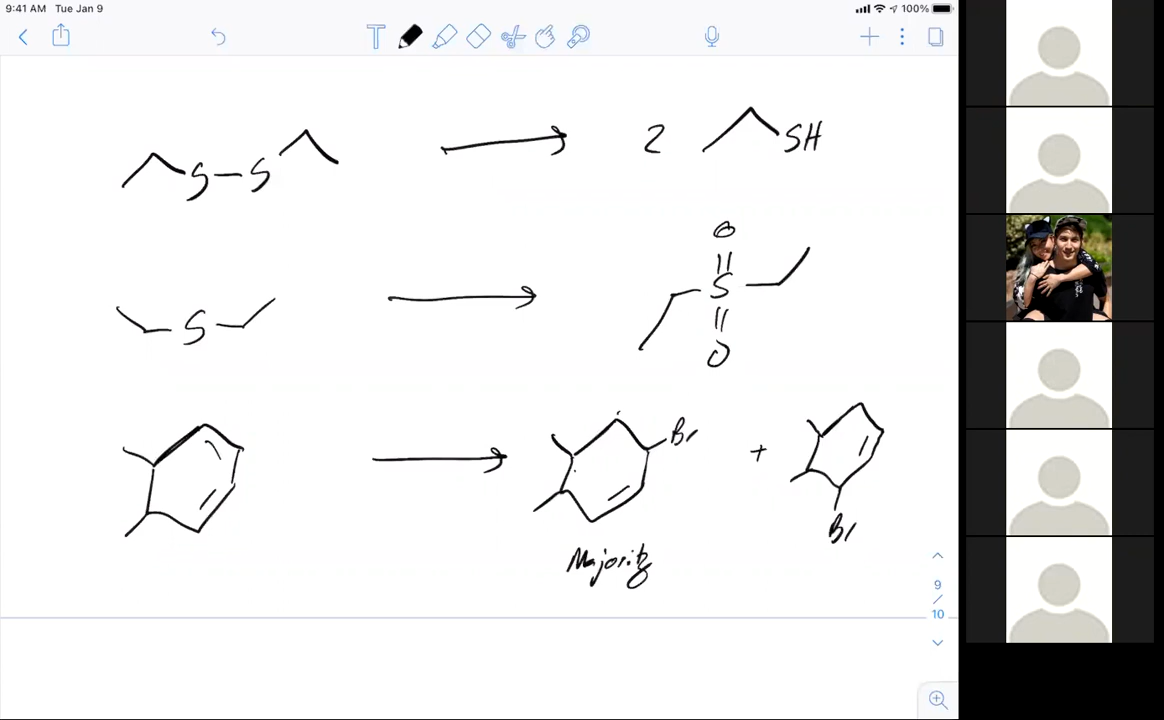 9:41 AM Tue Jan 9
100%
T
S—S
2
SH
O
S
O
S
Br
+
Br
Majority
9
/
10